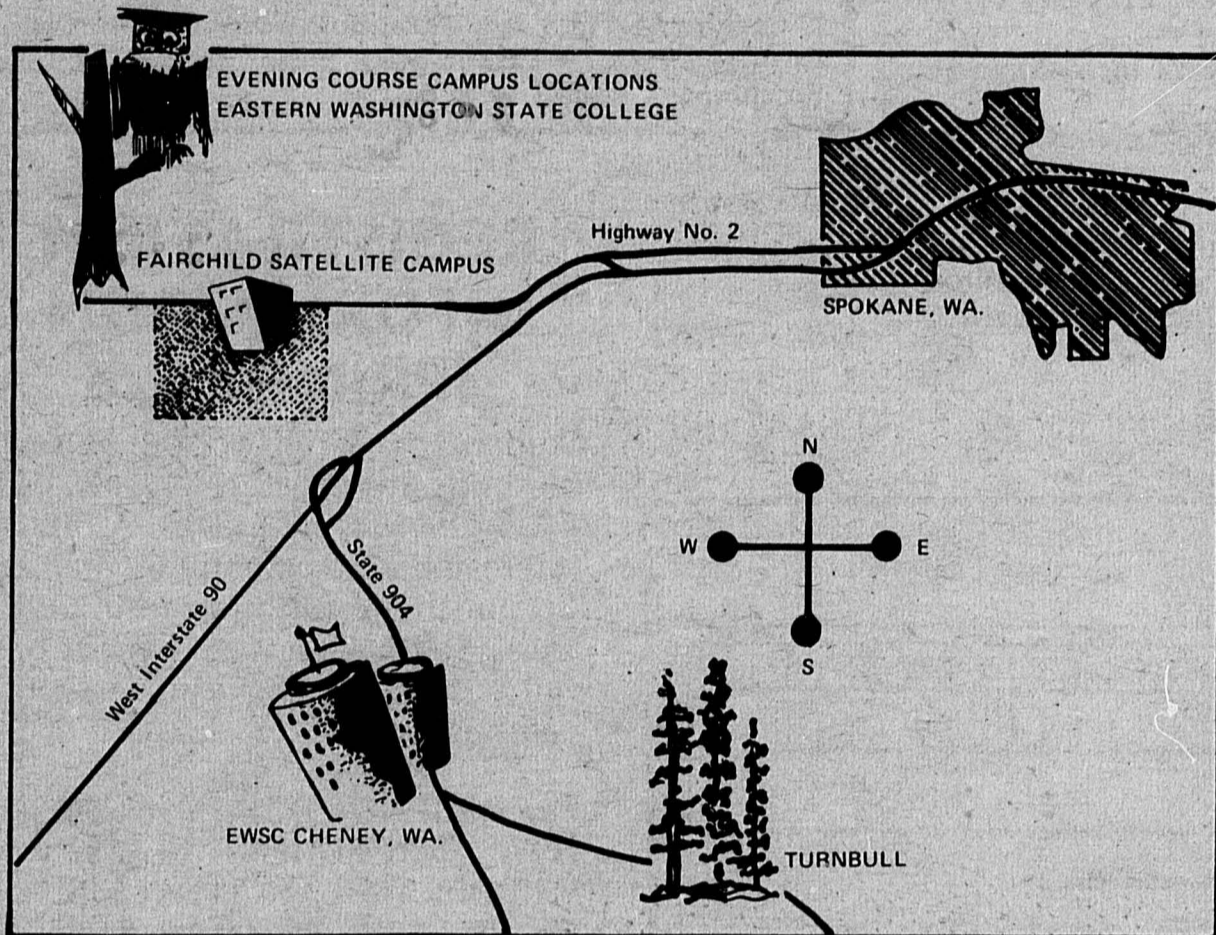 EVENING COURSE CAMPUS LOCATIONS
EASTERN WASHINGTON STATE COLLEGE
Highway No. 2
FAIRCHILD SATELLITE CAMPUS
SPOKANE, WA.
N
W
E
S
State 904
West Interstate 90
EWSC CHENEY, WA.
TURNBULL